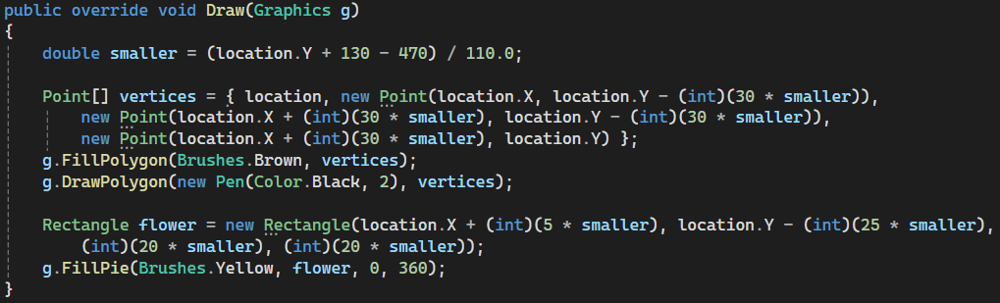 public override void Draw(Graphics g)
{
    double smaller = (location.Y + 130 - 470) / 110.0;

    Point[] vertices = { location, new Point(location.X, location.Y - (int)(30 * smaller)),
        new Point(location.X + (int)(30 * smaller), location.Y - (int)(30 * smaller)),
        new Point(location.X + (int)(30 * smaller), location.Y) };
    g.FillPolygon(Brushes.Brown, vertices);
    g.DrawPolygon(new Pen(Color.Black, 2), vertices);

    Rectangle flower = new Rectangle(location.X + (int)(5 * smaller), location.Y - (int)(25 * smaller),
        (int)(20 * smaller), (int)(20 * smaller));
    g.FillPie(Brushes.Yellow, flower, 0, 360);
}